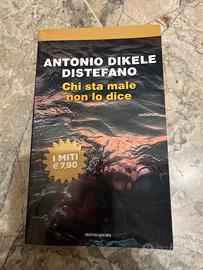 ANTONIO DIKELE
DISTEFANO
Chi sta male
non lo dice
romanzo
I MITI
€ 7,90
MONDADORI